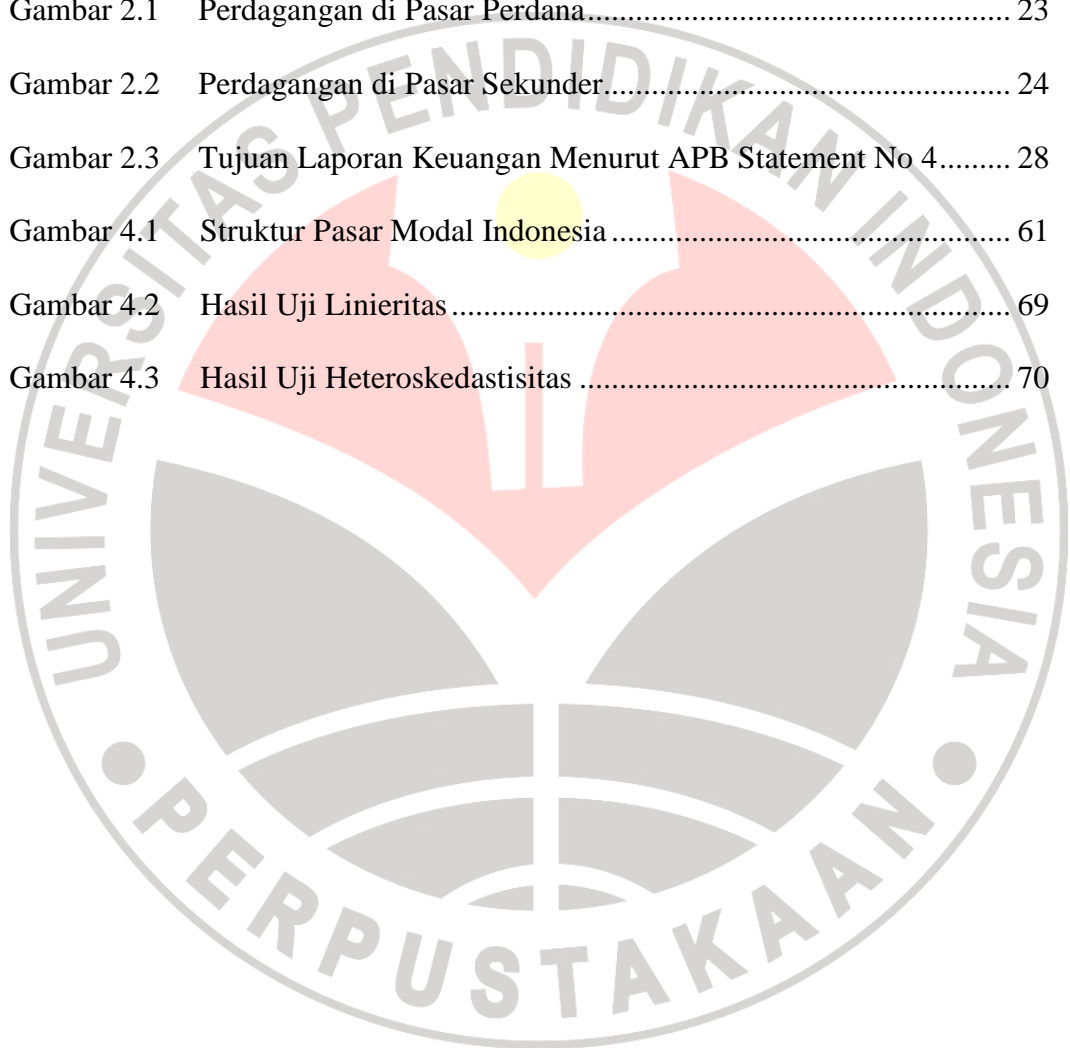 Gambar 2.1 Perdagangan di Pasar Perdana..................................................... 23
Gambar 2.2 Perdagangan di Pasar Sekunder................................................... 24
Gambar 2.3 Tujuan Laporan Keuangan Menurut APB Statement No 4......... 28
Gambar 4.1 Struktur Pasar Modal Indonesia.................................................. 61
Gambar 4.2 Hasil Uji Linieritas...................................................................... 69
Gambar 4.3 Hasil Uji Heteroskedastisitas ...................................................... 70
UNIVERSITAS PENDIDIKAN INDONESIA
PERPUSTAKAAN